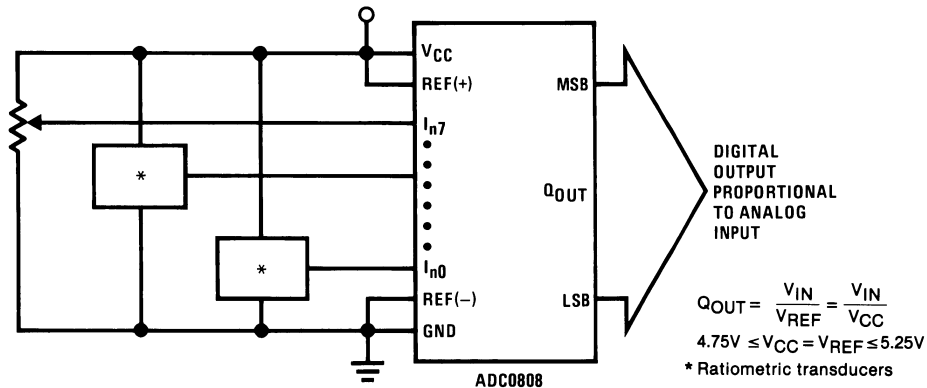 VCC
REF(+)
MSB
In7
*
DIGITAL
OUTPUT
PROPORTIONAL
TO ANALOG
INPUT
QOUT
*
In0
REF(−)
LSB
GND
ADC0808
QOUT = VIN/VREF = VIN/VCC
4.75V ≤ VCC = VREF ≤ 5.25V
* Ratiometric transducers